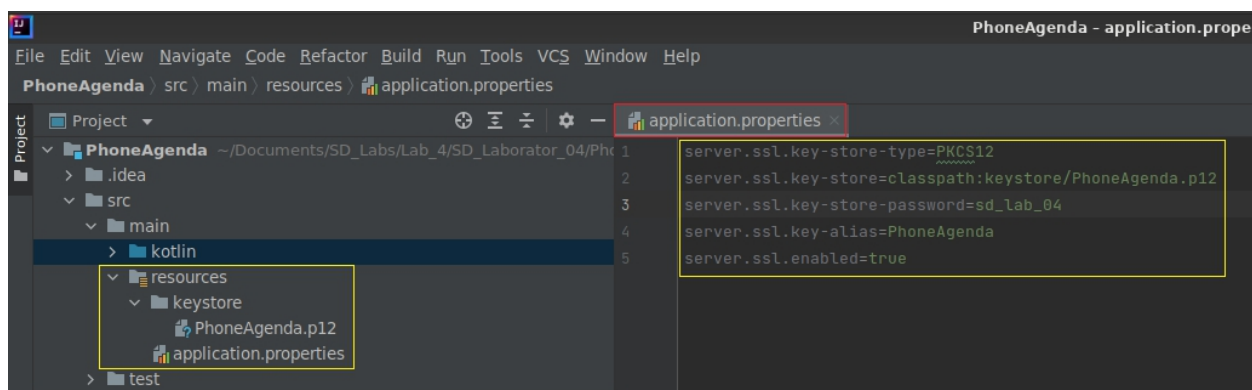 PhoneAgenda - application.prope
File Edit View Navigate Code Refactor Build Run Tools VCS Window Help
PhoneAgenda 〉 src 〉 main 〉 resources 〉 application.properties
Project
Project
application.properties
PhoneAgenda ~/Documents/SD_Labs/Lab_4/SD_Laborator_04/Pho
.idea
src
main
kotlin
resources
keystore
PhoneAgenda.p12
application.properties
test
1 server.ssl.key-store-type=PKCS12
2 server.ssl.key-store=classpath:keystore/PhoneAgenda.p12
3 server.ssl.key-store-password=sd_lab_04
4 server.ssl.key-alias=PhoneAgenda
5 server.ssl.enabled=true